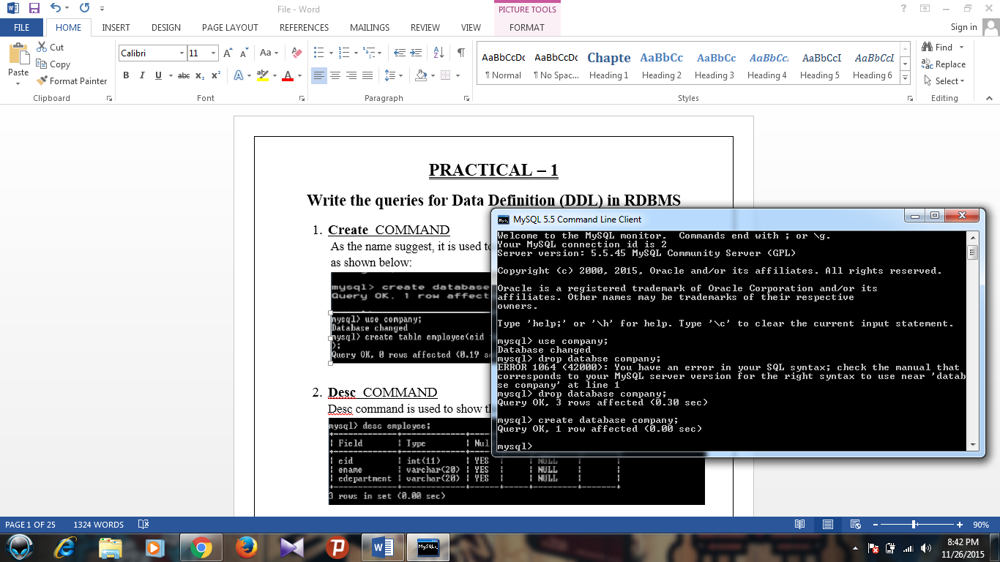 File - Word
PICTURE TOOLS
FILE
HOME
INSERT
DESIGN
PAGE LAYOUT
REFERENCES
MAILINGS
REVIEW
VIEW
FORMAT
Sign in
Paste
Cut
Copy
Format Painter
Clipboard
Calibri
11
Font
Paragraph
AaBbCcDc
¶ Normal
AaBbCcDc
¶ No Spac...
Chapte
Heading 1
AaBbCc
Heading 2
AaBbCc
Heading 3
AaBbCc
Heading 4
AaBbCcI
Heading 5
AaBbCcL
Heading 6
Styles
Find
Replace
Select
Editing
PRACTICAL – 1
Write the queries for Data Definition (DDL) in RDBMS
1. Create COMMAND
As the name suggest, it is used to
as shown below:
mysql> create database
Query OK, 1 row affect
mysql> use company;
Database changed
mysql> create table employee(eid
);
Query OK, 0 rows affected (0.19 se
2. Desc COMMAND
Desc command is used to show th
mysql> desc employee;
| Field | Type | Nul
| eid | int(11) | YES | | NULL | |
| ename | varchar(20) | YES | | NULL | |
| edepartment | varchar(20) | YES | | NULL | |
3 rows in set (0.00 sec)
MySQL 5.5 Command Line Client
Welcome to the MySQL monitor.  Commands end with ; or \g.
Your MySQL connection id is 2
Server version: 5.5.45 MySQL Community Server (GPL)
Copyright (c) 2000, 2015, Oracle and/or its affiliates. All rights reserved.
Oracle is a registered trademark of Oracle Corporation and/or its
affiliates. Other names may be trademarks of their respective
owners.
Type 'help;' or '\h' for help. Type '\c' to clear the current input statement.
mysql> use company;
Database changed
mysql> drop databse company;
ERROR 1064 (42000): You have an error in your SQL syntax; check the manual that
corresponds to your MySQL server version for the right syntax to use near 'datab
se company' at line 1
mysql> drop database company;
Query OK, 3 rows affected (0.30 sec)
mysql> create database company;
Query OK, 1 row affected (0.00 sec)
mysql>
PAGE 1 OF 25
1324 WORDS
90%
8:42 PM
11/26/2015